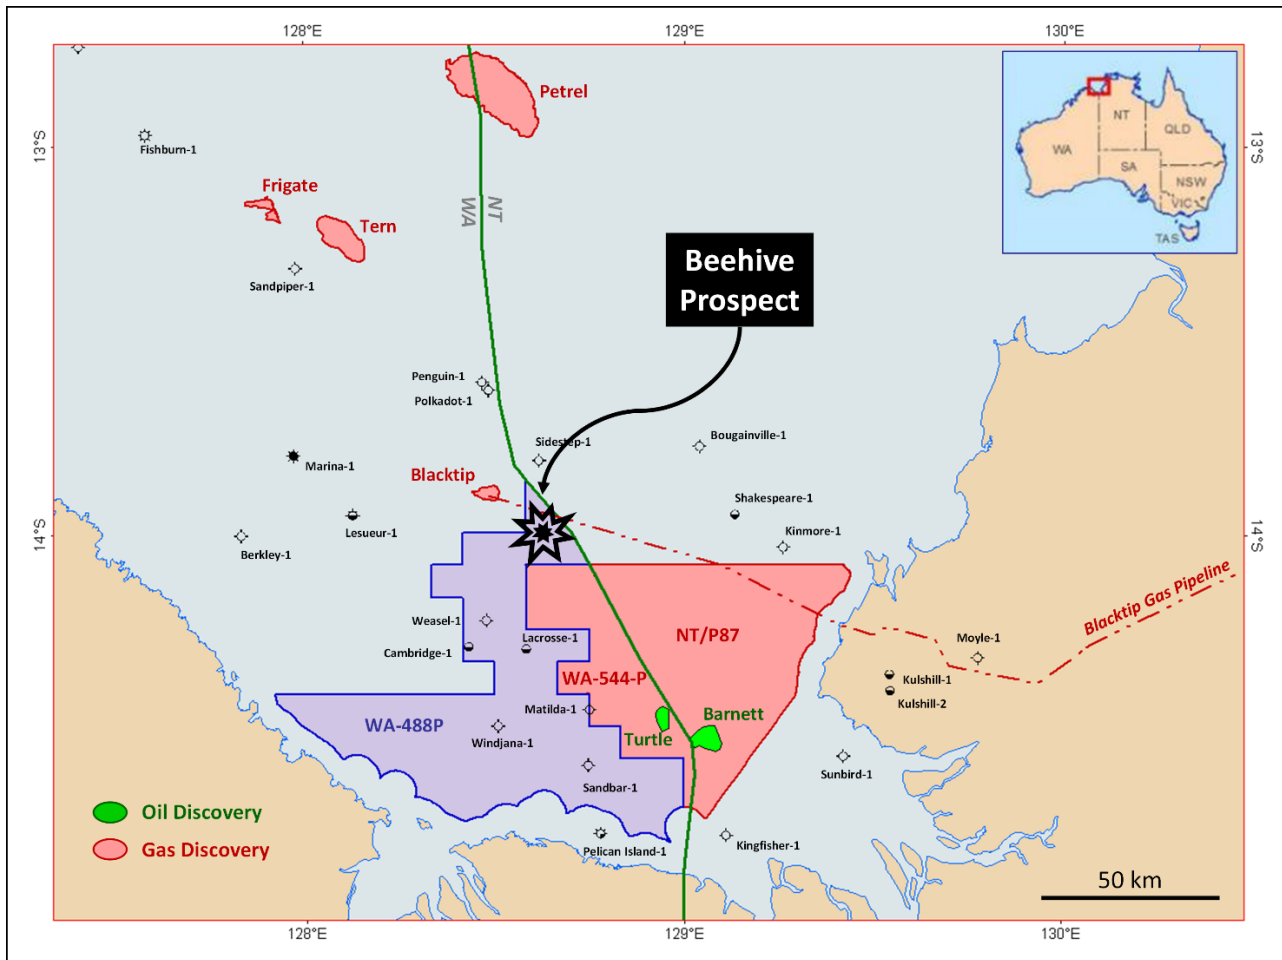 128°E
129°E
130°E
Petrel
NT
QLD
WA
SA
NSW
VIC
TAS
13°S
13°S
Fishburn-1
Frigate
Tern
NT
WA
Sandpiper-1
Beehive
Prospect
Penguin-1
Polkadot-1
Sidestep-1
Bougainville-1
Marina-1
Blacktip
Shakespeare-1
Lesueur-1
Kinmore-1
14°S
14°S
Berkley-1
Blacktip Gas Pipeline
Weasel-1
Lacrosse-1
NT/P87
Moyle-1
Cambridge-1
WA-544-P
Kulshill-1
Kulshill-2
WA-488P
Matilda-1
Barnett
Turtle
Windjana-1
Sunbird-1
Sandbar-1
Oil Discovery
Gas Discovery
Pelican Island-1
Kingfisher-1
50 km
128°E
129°E
130°E